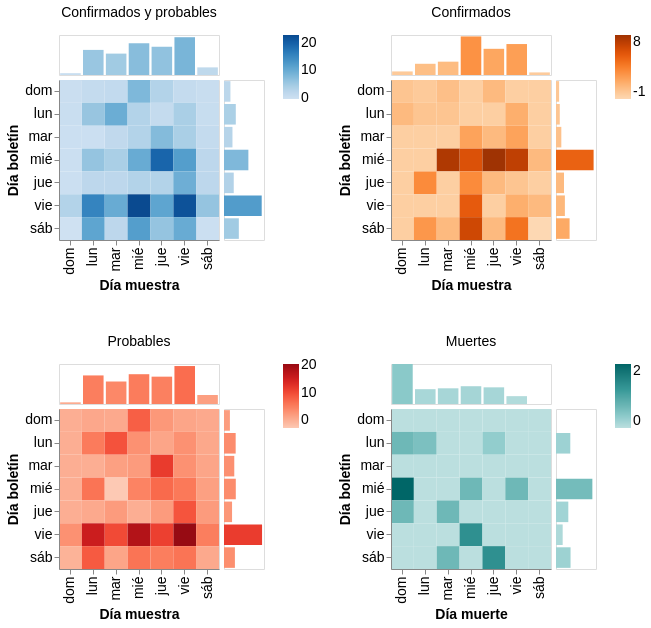 Confirmados y probables
20
10
0
dom
lun
mar
mié
jue
vie
sáb
Día boletín
dom
lun
mar
mié
jue
vie
sáb
Día muestra
Confirmados
8
-1
dom
lun
mar
mié
jue
vie
sáb
Día boletín
dom
lun
mar
mié
jue
vie
sáb
Día muestra
Probables
20
10
0
dom
lun
mar
mié
jue
vie
sáb
Día boletín
dom
lun
mar
mié
jue
vie
sáb
Día muestra
Muertes
2
0
dom
lun
mar
mié
jue
vie
sáb
Día boletín
dom
lun
mar
mié
jue
vie
sáb
Día muerte